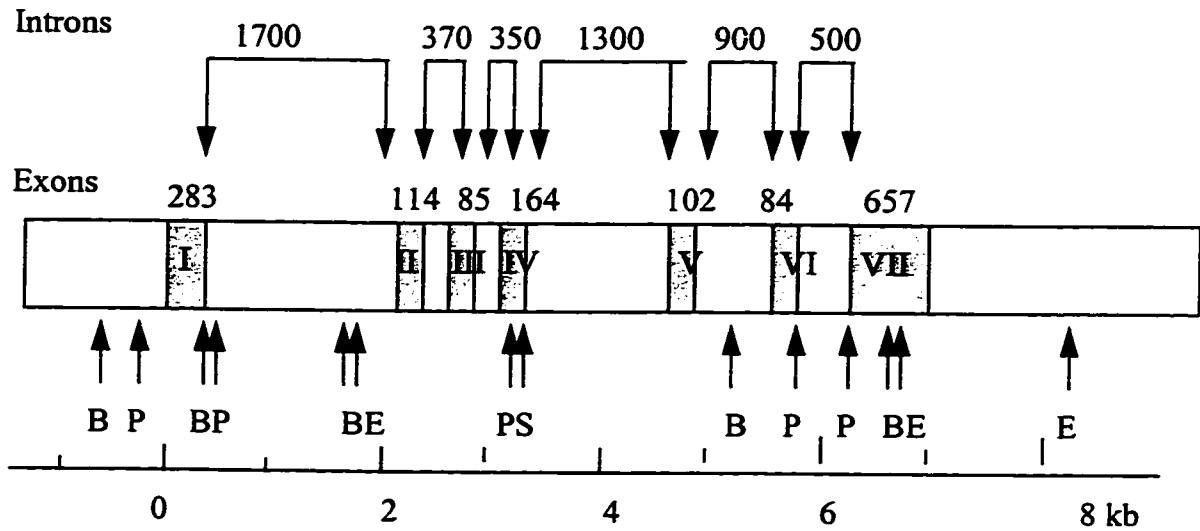 Introns
1700 370 350 1300 900 500
Exons
283 114 85 164 102 84 657
I II III IV V VI VII
B P BP BE PS B P P BE E
0 2 4 6 8 kb